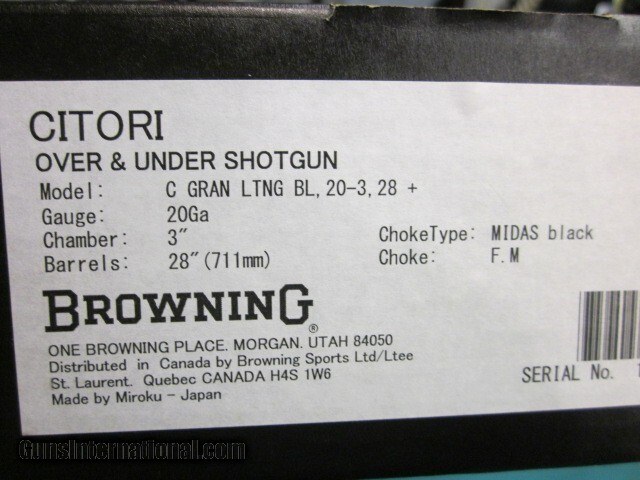 CITORI
OVER & UNDER SHOTGUN
Model: C GRAN LTNG BL, 20-3, 28 +
Gauge: 20Ga
Chamber: 3" ChokeType: MIDAS black
Barrels: 28"(711mm) Choke: F.M
BROWNING®
ONE BROWNING PLACE. MORGAN. UTAH 84050
Distributed in Canada by Browning Sports Ltd/Ltee
St. Laurent. Quebec CANADA H4S 1W6
Made by Miroku - Japan
SERIAL No.
GunsInternational.com